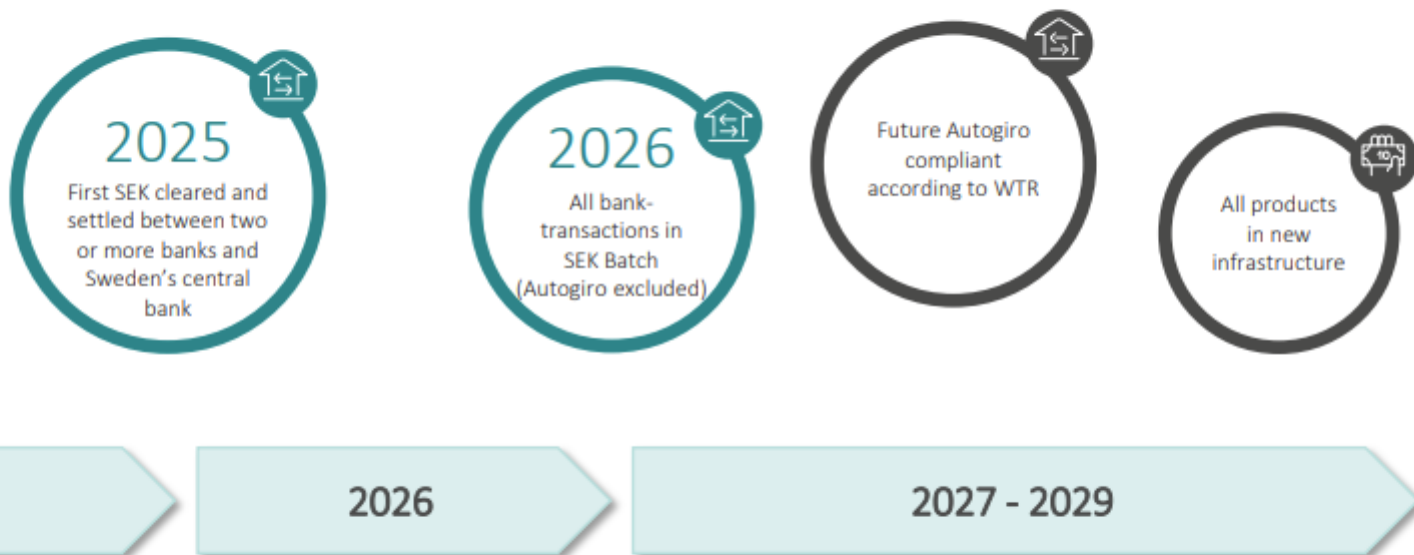 2025
First SEK cleared and
settled between two
or more banks and
Sweden's central
bank
2026
All bank-
transactions in
SEK Batch
(Autogiro excluded)
Future Autogiro
compliant
according to WTR
10
All products
in new
infrastructure
2026
2027 - 2029